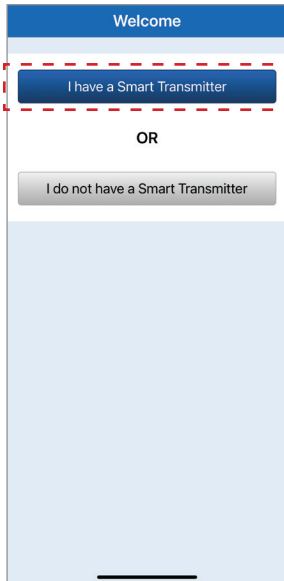 Welcome
I have a Smart Transmitter
OR
I do not have a Smart Transmitter